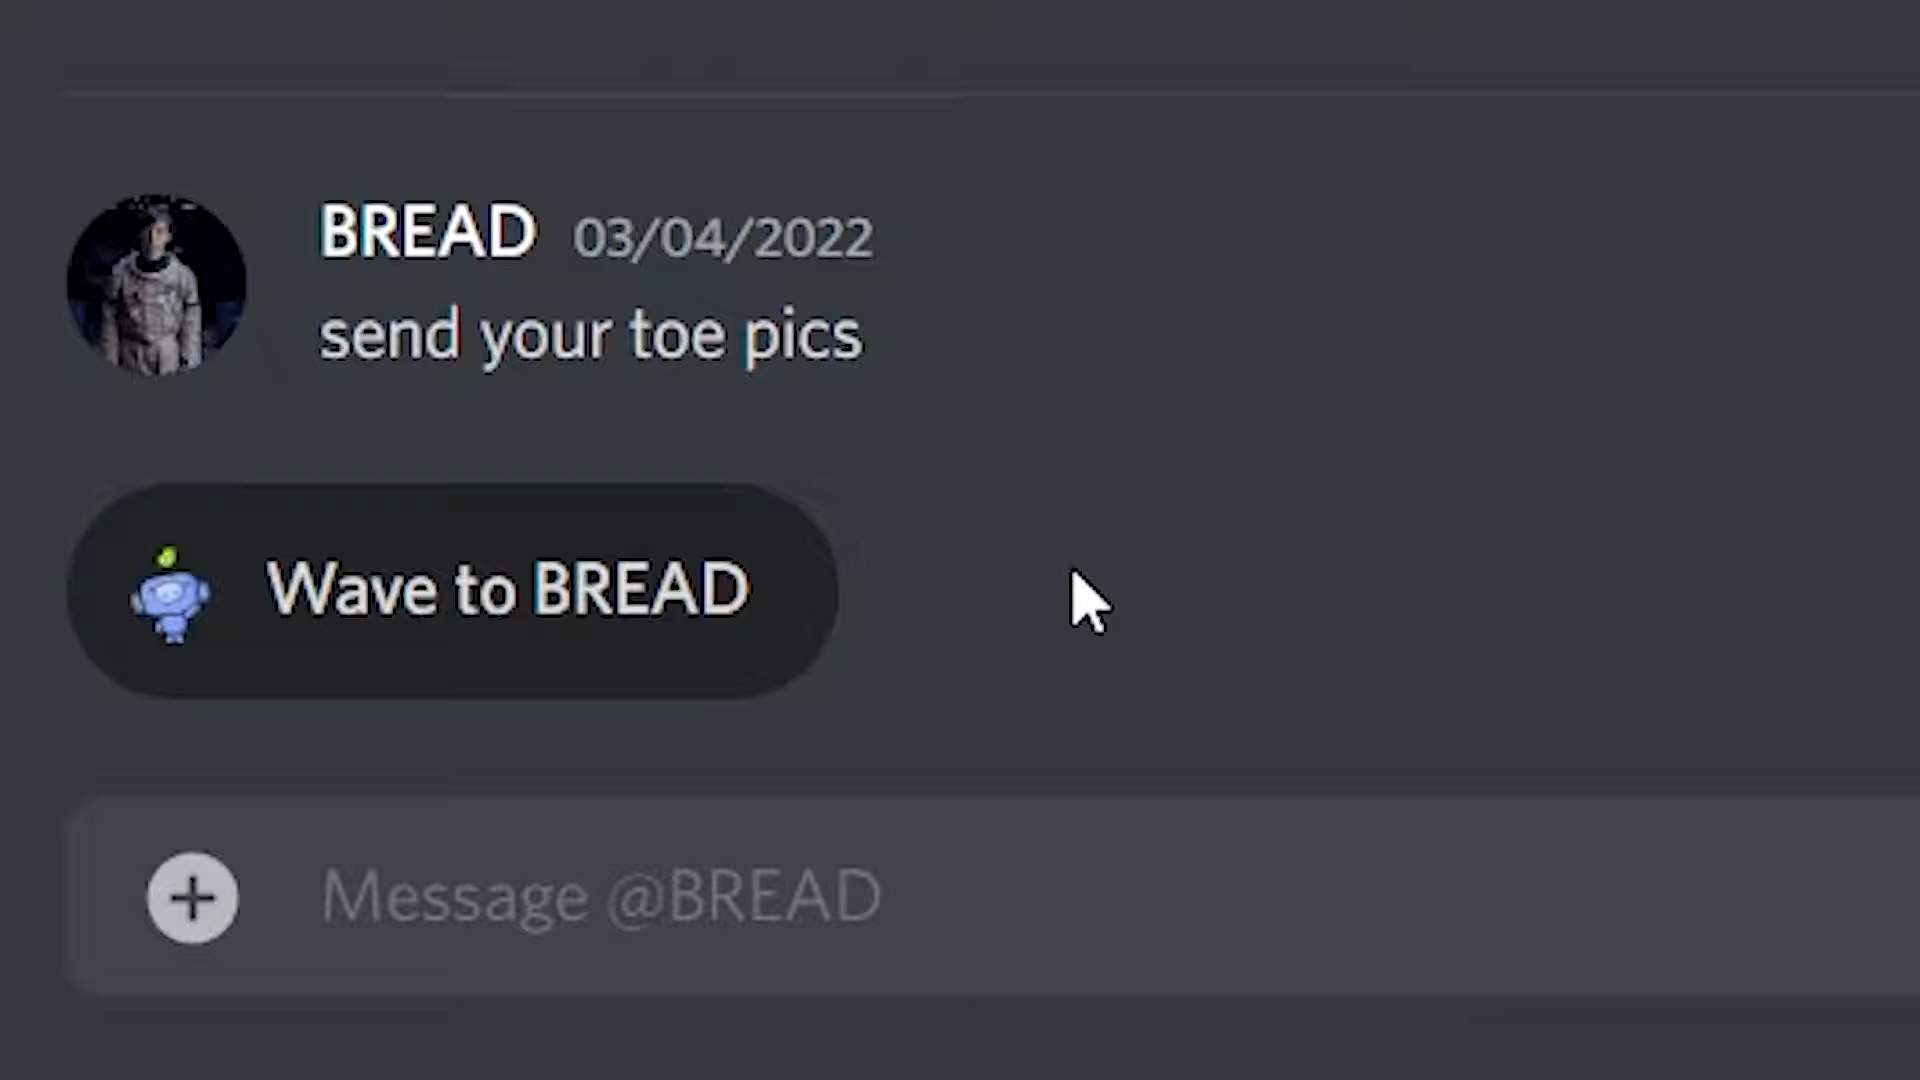 BREAD 03/04/2022
send your toe pics
Wave to BREAD
Message @BREAD